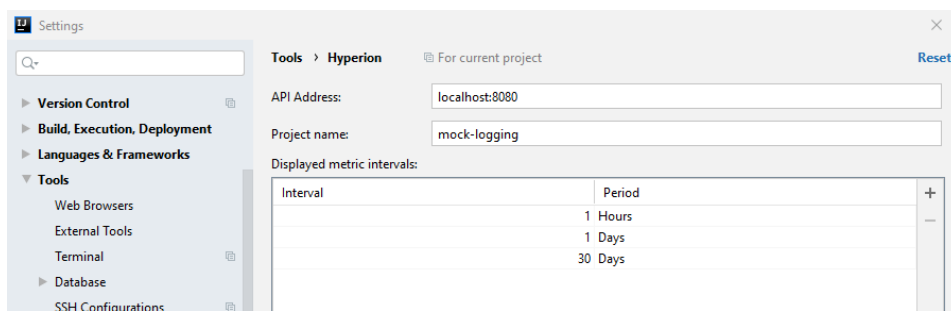 Settings
Tools › Hyperion For current project Reset
Version Control
Build, Execution, Deployment
Languages & Frameworks
Tools
Web Browsers
External Tools
Terminal
Database
SSH Configurations
API Address: localhost:8080
Project name: mock-logging
Displayed metric intervals:
Interval Period
1 Hours
1 Days
30 Days